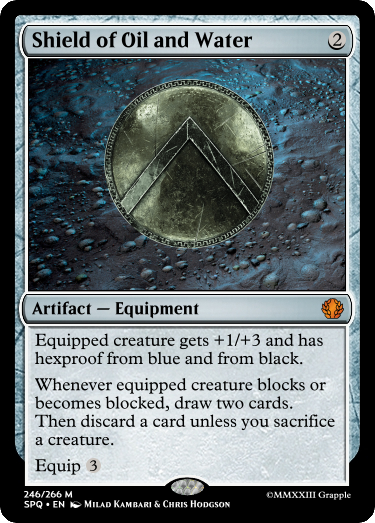 Shield of Oil and Water 2
Artifact — Equipment
Equipped creature gets +1/+3 and has
hexproof from blue and from black.
Whenever equipped creature blocks or
becomes blocked, draw two cards.
Then discard a card unless you sacrifice
a creature.
Equip 3
246/266 M
SPQ • EN Milad Kambari & Chris Hodgson
©MMXXIII Grapple